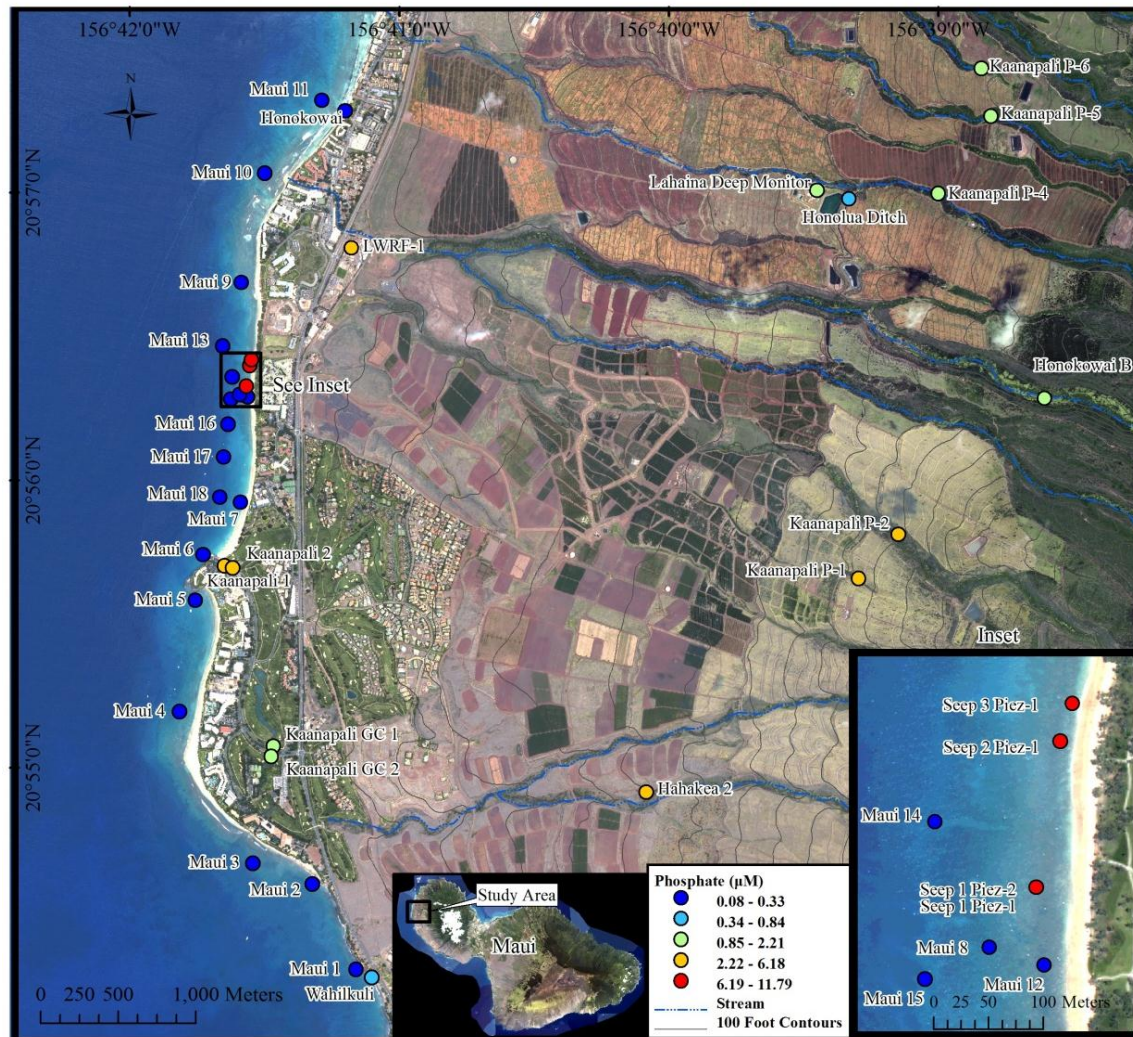 156°42'0"W
156°41'0"W
156°40'0"W
156°39'0"W
N
Kaanapali P-6
Maui 11
Honokowai
Kaanapali P-5
Maui 10
Lahaina Deep Monitor
Kaanapali P-4
Honolua Ditch
20°57'0"N
LWRF-1
Maui 9
Maui 13
See Inset
Honokowai B
Maui 16
Maui 17
20°56'0"N
Maui 18
Maui 7
Kaanapali P-2
Maui 6
Kaanapali 2
Kaanapali 1
Kaanapali P-1
Maui 5
Inset
Maui 4
Kaanapali GC 1
Kaanapali GC 2
20°55'0"N
Hahakea 2
Maui 3
Maui 2
Maui 1
Wahilkuli
0 250 500 1,000 Meters
Study Area
Maui
Phosphate (µM)
0.08 - 0.33
0.34 - 0.84
0.85 - 2.21
2.22 - 6.18
6.19 - 11.79
Stream
100 Foot Contours
Seep 3 Piez-1
Seep 2 Piez-1
Maui 14
Seep 1 Piez-2
Seep 1 Piez-1
Maui 8
Maui 12
Maui 15
0 25 50 100 Meters